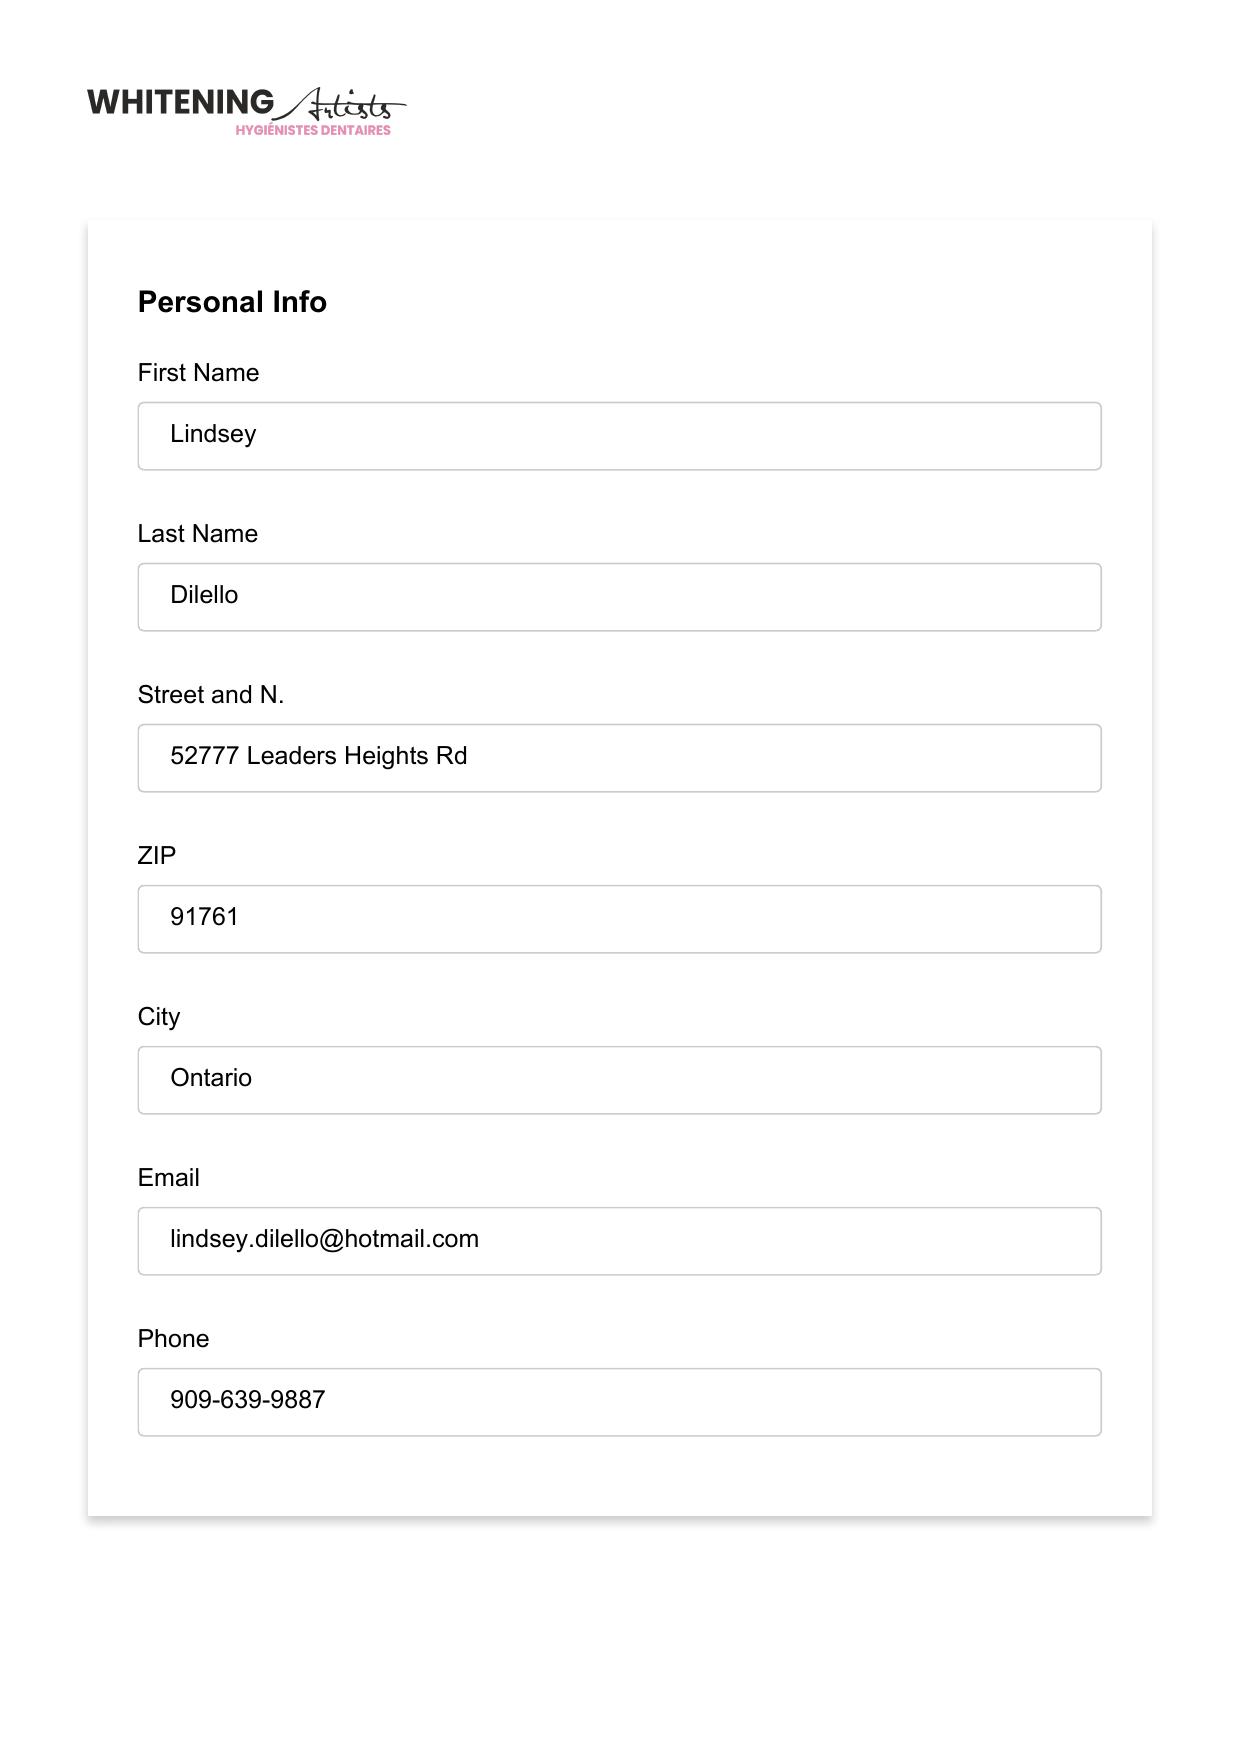 WHITENING Artists
HYGIÉNISTES DENTAIRES
Personal Info
First Name
Lindsey
Last Name
Dilello
Street and N.
52777 Leaders Heights Rd
ZIP
91761
City
Ontario
Email
lindsey.dilello@hotmail.com
Phone
909-639-9887